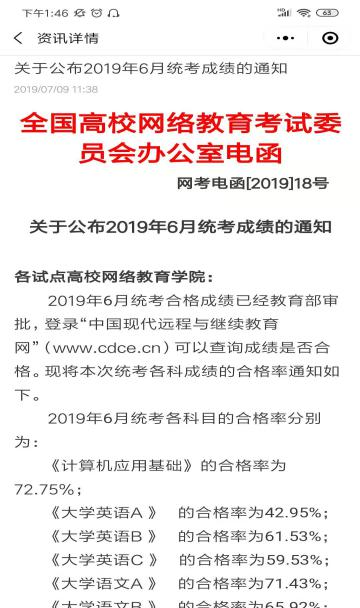 下午1:46
63
资讯详情
关于公布2019年6月统考成绩的通知
2019/07/09 11:38
全国高校网络教育考试委
员会办公室电函
网考电函[2019]18号
关于公布2019年6月统考成绩的通知
各试点高校网络教育学院：
2019年6月统考合格成绩已经教育部审
批，登录“中国现代远程与继续教育
网”（www.cdce.cn）可以查询成绩是否合
格。现将本次统考各科成绩的合格率通知如
下。
2019年6月统考各科目的合格率分别
为：
《计算机应用基础》的合格率为
72.75%；
《大学英语A 》 的合格率为42.95%；
《大学英语B 》 的合格率为61.53%；
《大学英语C 》 的合格率为59.53%；
《大学语文A 》 的合格率为71.43%；
《大学语文B 》 的合格率为65.92%；